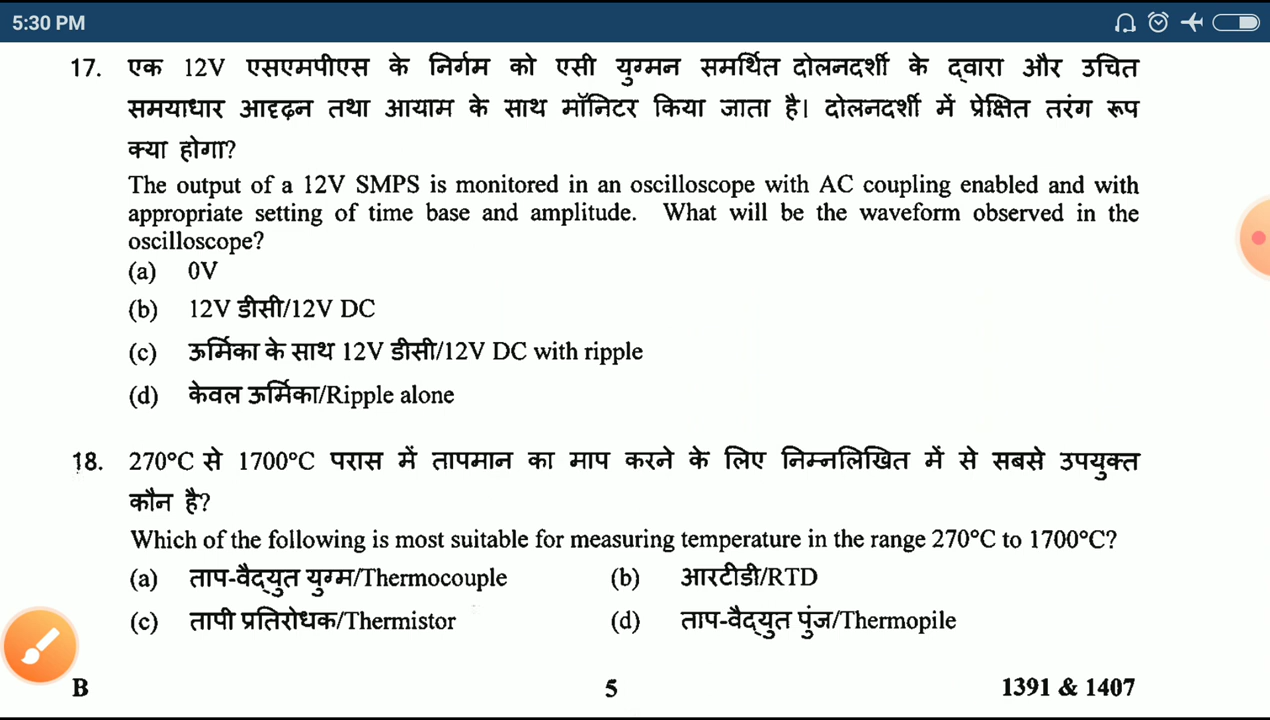 5:30 PM
17. एक 12V एसएमपीएस के निर्गम को एसी युग्मन समर्थित दोलनदर्शी के द्वारा और उचित
समयाधार आदृढ़न तथा आयाम के साथ मॉनिटर किया जाता है। दोलनदर्शी में प्रेक्षित तरंग रूप
क्या होगा?
The output of a 12V SMPS is monitored in an oscilloscope with AC coupling enabled and with
appropriate setting of time base and amplitude. What will be the waveform observed in the
oscilloscope?
(a) 0V
(b) 12V डीसी/12V DC
(c) ऊर्मिका के साथ 12V डीसी/12V DC with ripple
(d) केवल ऊर्मिका/Ripple alone
18. 270°C से 1700°C परास में तापमान का माप करने के लिए निम्नलिखित में से सबसे उपयुक्त
कौन है?
Which of the following is most suitable for measuring temperature in the range 270°C to 1700°C?
(a) ताप-वैद्युत युग्म/Thermocouple (b) आरटीडी/RTD
(c) तापी प्रतिरोधक/Thermistor (d) ताप-वैद्युत पुंज/Thermopile
B 5 1391 & 1407